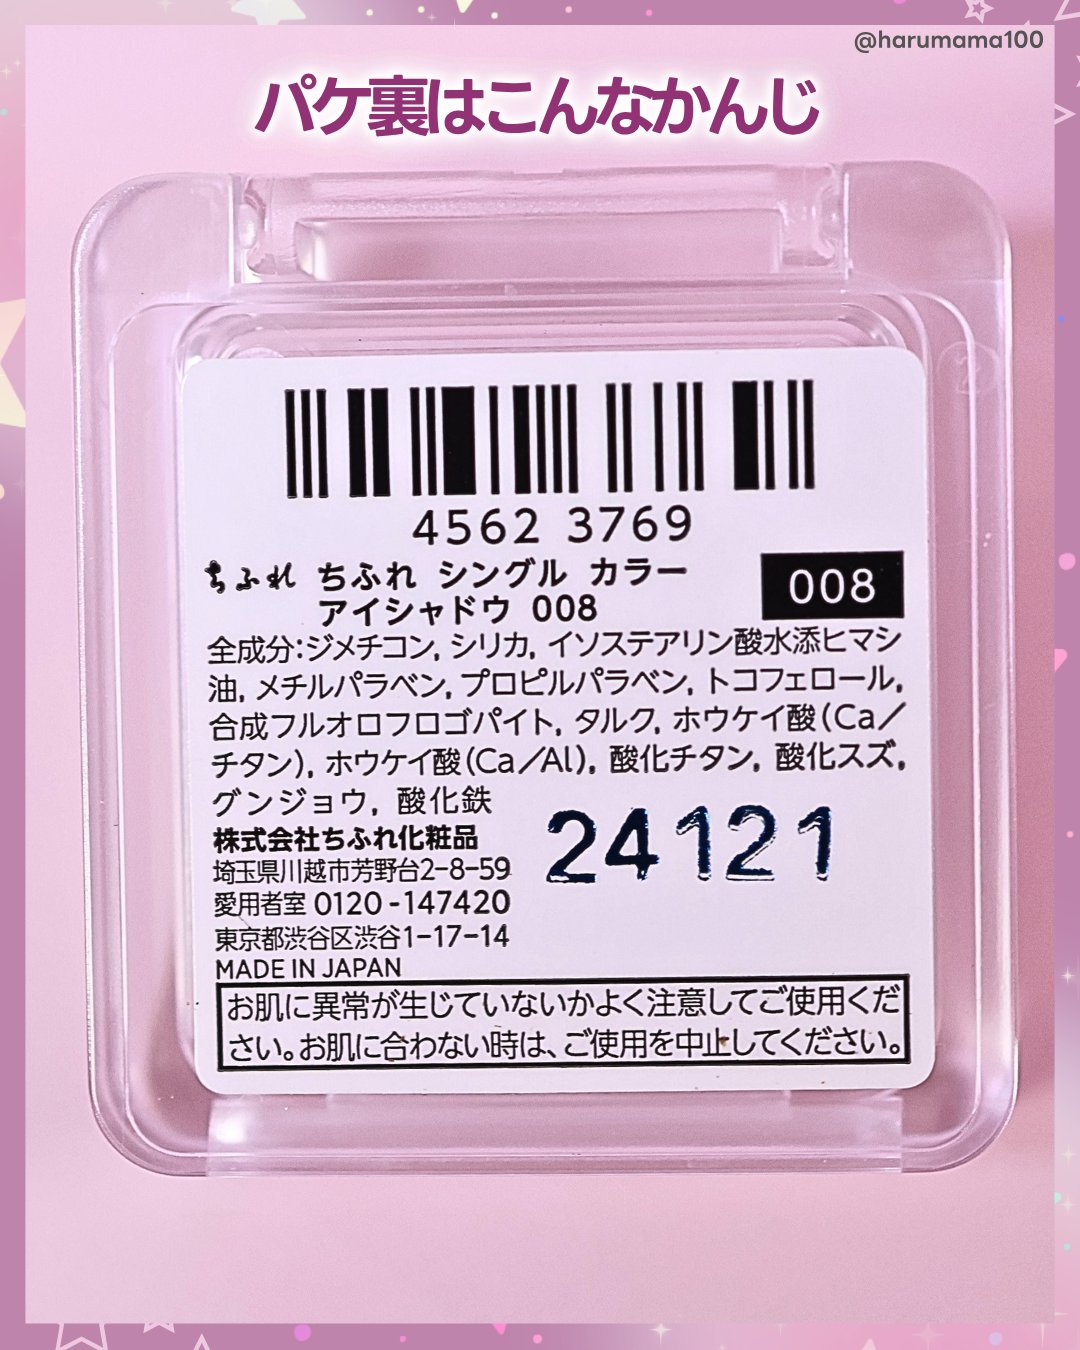 @harumama100
パケ裏はこんなかんじ
4562 3769
ちふれ ちふれ シングル カラー
アイシャドウ 008
008
全成分:ジメチコン, シリカ, イソステアリン酸水添ヒマシ
油, メチルパラベン, プロピルパラベン, トコフェロール,
合成フルオロフロゴパイト, タルク, ホウケイ酸(Ca/
チタン), ホウケイ酸(Ca/Al), 酸化チタン, 酸化スズ,
グンジョウ, 酸化鉄
株式会社ちふれ化粧品
埼玉県川越市芳野台2-8-59
愛用者室 0120-147420
東京都渋谷区渋谷1-17-14
MADE IN JAPAN
24121
お肌に異常が生じていないかよく注意してご使用くだ
さい。お肌に合わない時は、ご使用を中止してください。